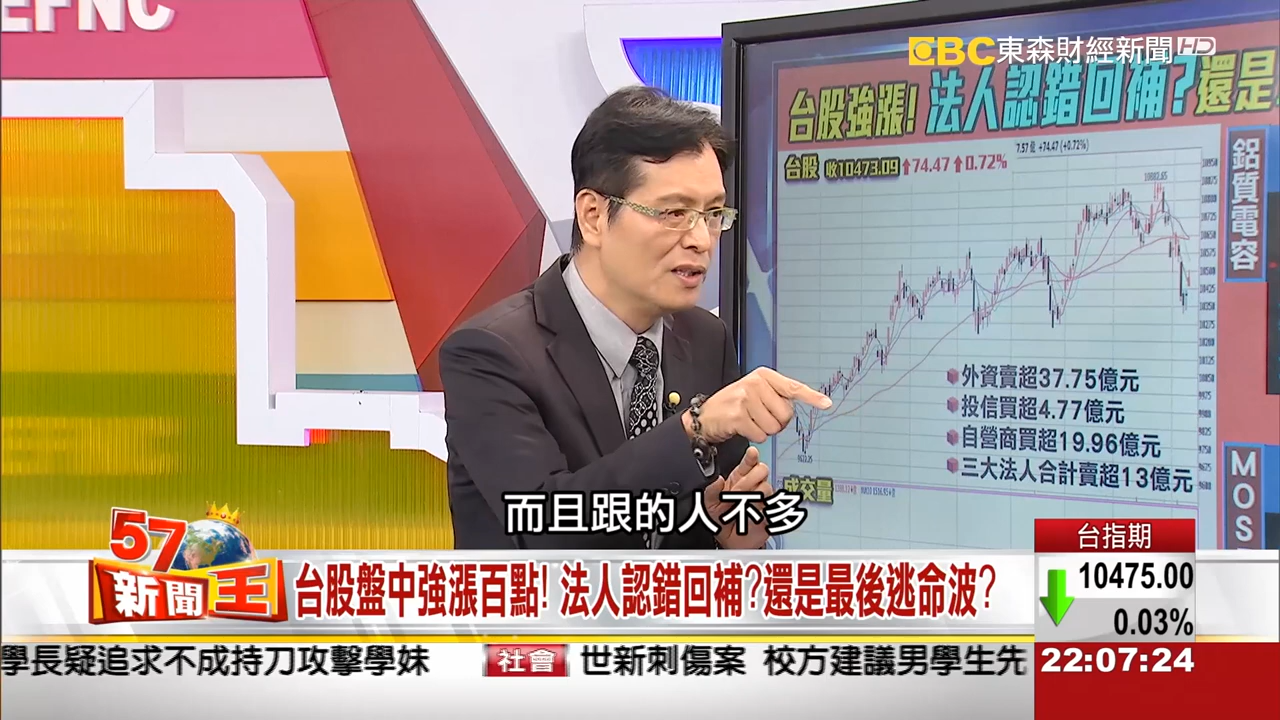 EFNC
EBC 東森財經新聞 HD
台股強漲! 法人認錯回補?還是
台股 收10473.09 ↑74.47 ↑0.72%
+74.47 (+0.72%)
10882.65
鋁質電容
外資賣超37.75億元
投信買超4.77億元
自營商買超19.96億元
三大法人合計賣超13億元
成交量
MOS
而且跟的人不多
57新聞王
台股盤中強漲百點! 法人認錯回補?還是最後逃命波?
台指期
10475.00
0.03%
學長疑追求不成持刀攻擊學妹 社會 世新刺傷案 校方建議男學生先
22:07:24